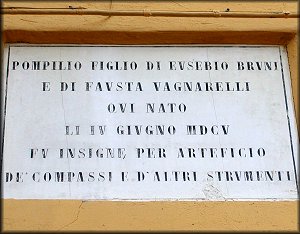 POMPILIO FIGLIO DI EVSEBIO BRVNI
E DI FAVSTA VAGNARELLI
QVI NATO
LI IV GIVGNO MDCV
FV INSIGNE PER ARTEFICIO
DE' COMPASSI E D'ALTRI STRVMENTI